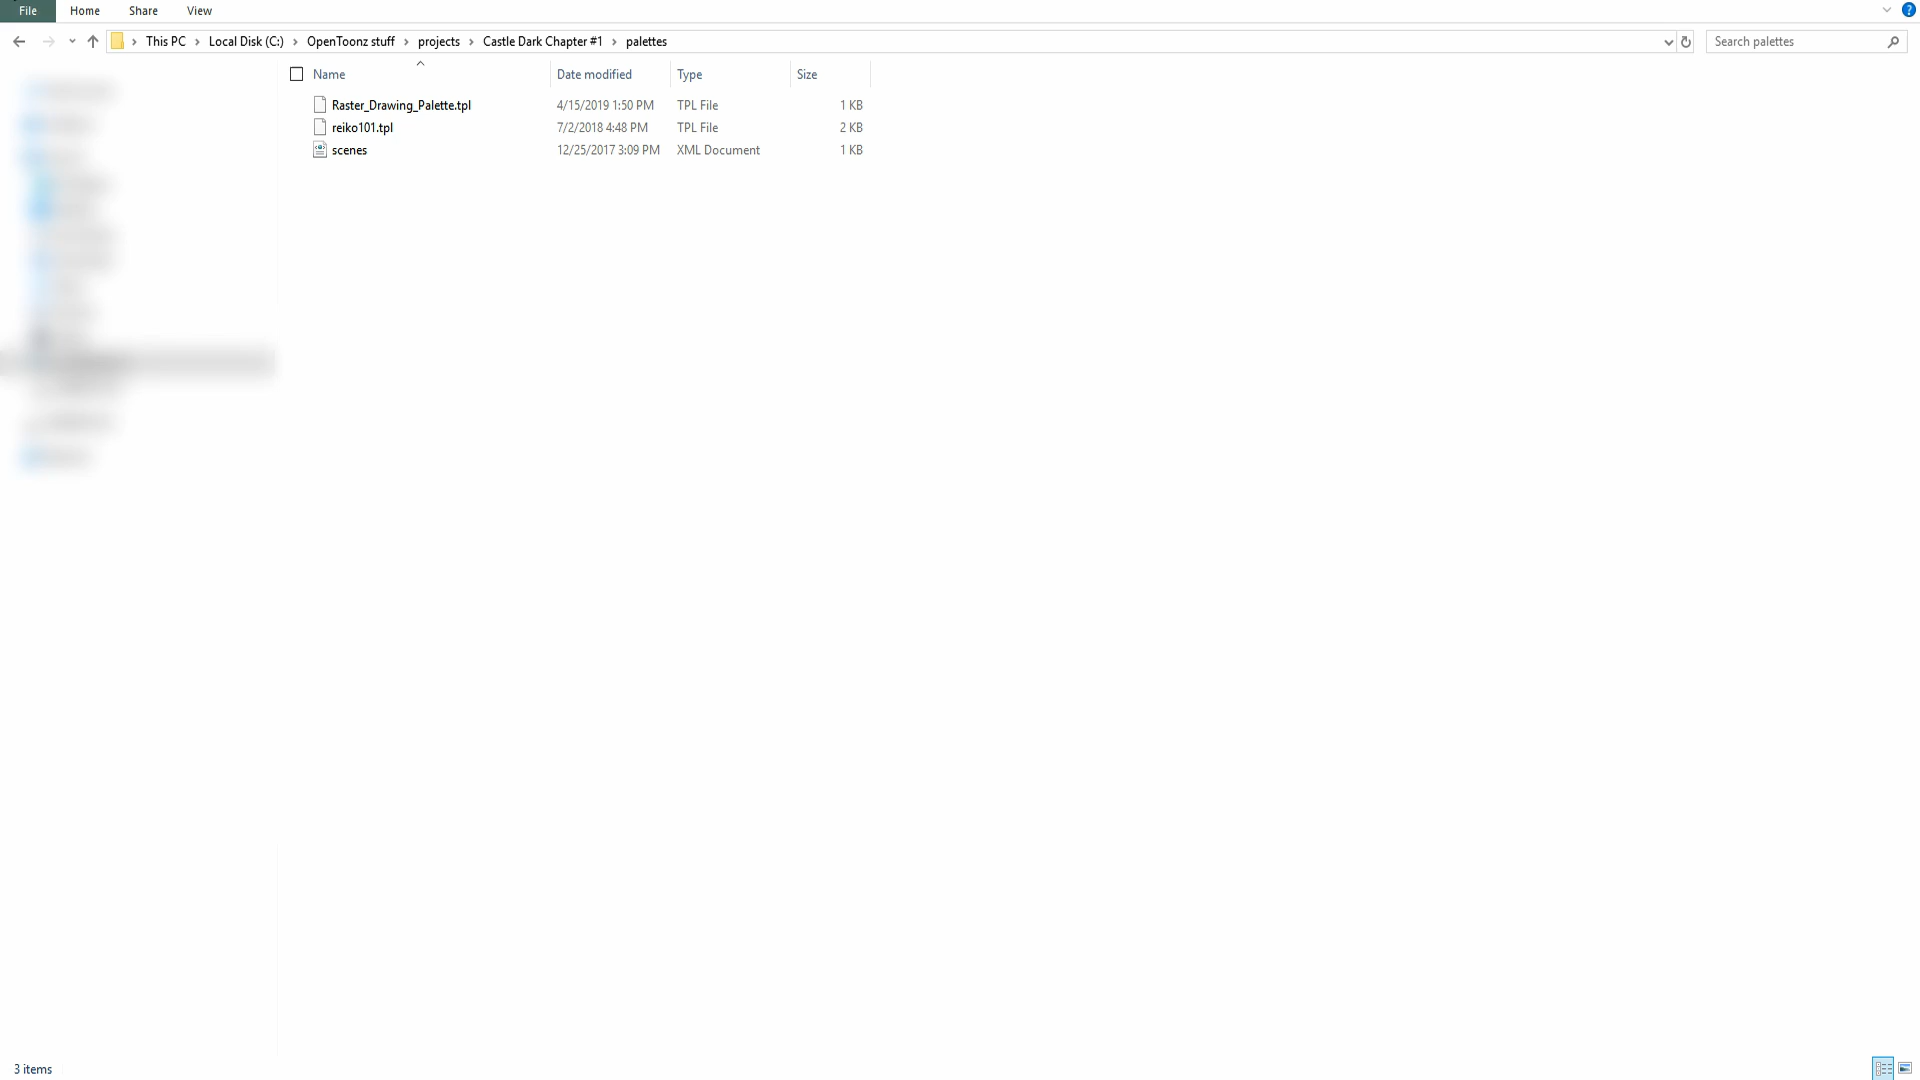 File Home Share View
This PC > Local Disk (C:) > OpenToonz stuff > projects > Castle Dark Chapter #1 > palettes Search palettes
Name Date modified Type Size
Raster_Drawing_Palette.tpl 4/15/2019 1:50 PM TPL File 1 KB
reiko101.tpl 7/2/2018 4:48 PM TPL File 2 KB
scenes 12/25/2017 3:09 PM XML Document 1 KB
3 items